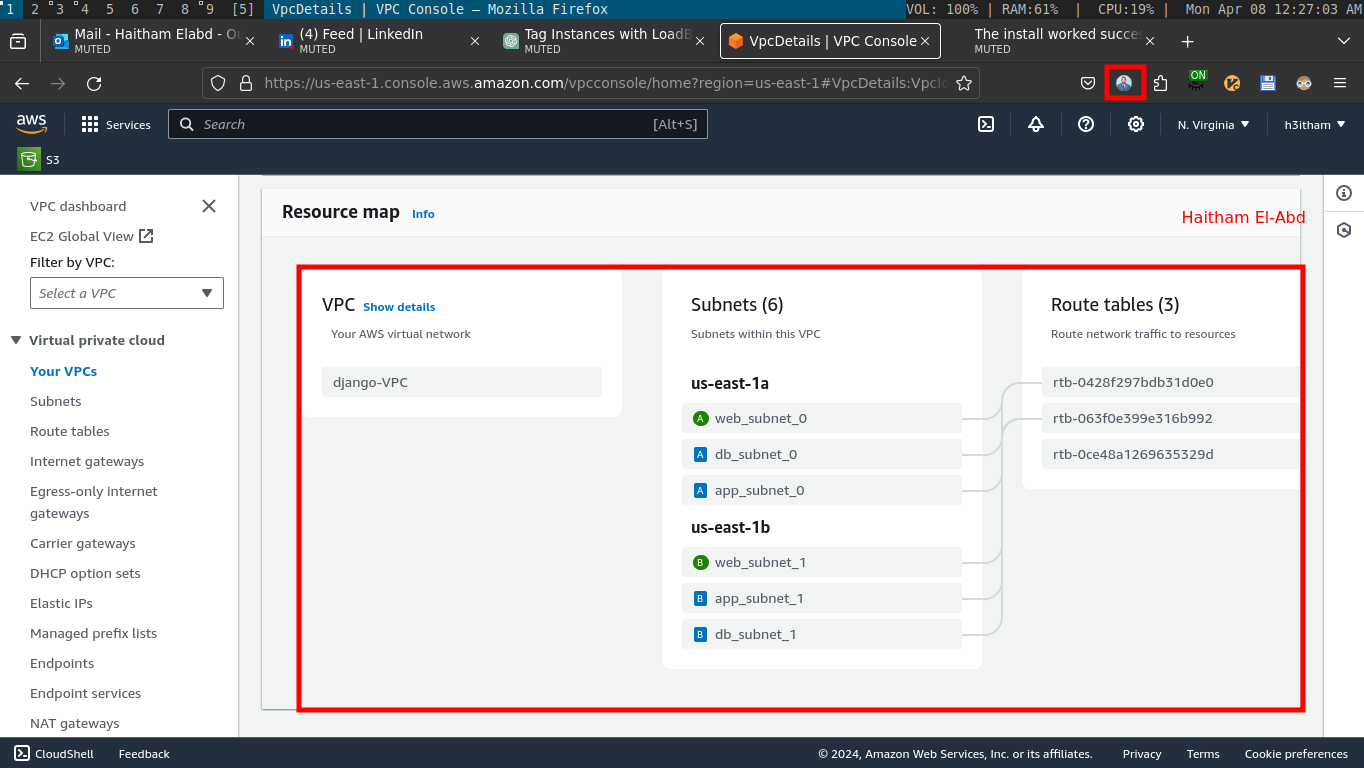 1 2 3 4 5 6 7 8 9 [5] VpcDetails | VPC Console — Mozilla Firefox VOL: 100% | RAM:61% | CPU:19% | Mon Apr 08 12:27:03 AM
Mail - Haitham Elabd - Ou
MUTED
(4) Feed | LinkedIn
MUTED
Tag Instances with LoadB
MUTED
VpcDetails | VPC Console
The install worked succes
MUTED
https://us-east-1.console.aws.amazon.com/vpcconsole/home?region=us-east-1#VpcDetails:VpcId
ON
aws
Services
Search
[Alt+S]
N. Virginia
h3itham
S3
VPC dashboard
EC2 Global View
Filter by VPC:
Select a VPC
Virtual private cloud
Your VPCs
Subnets
Route tables
Internet gateways
Egress-only internet
gateways
Carrier gateways
DHCP option sets
Elastic IPs
Managed prefix lists
Endpoints
Endpoint services
NAT gateways
Resource map Info
Haitham El-Abd
VPC Show details
Your AWS virtual network
django-VPC
Subnets (6)
Subnets within this VPC
us-east-1a
A web_subnet_0
A db_subnet_0
A app_subnet_0
us-east-1b
B web_subnet_1
B app_subnet_1
B db_subnet_1
Route tables (3)
Route network traffic to resources
rtb-0428f297bdb31d0e0
rtb-063f0e399e316b992
rtb-0ce48a1269635329d
CloudShell
Feedback
© 2024, Amazon Web Services, Inc. or its affiliates.
Privacy
Terms
Cookie preferences